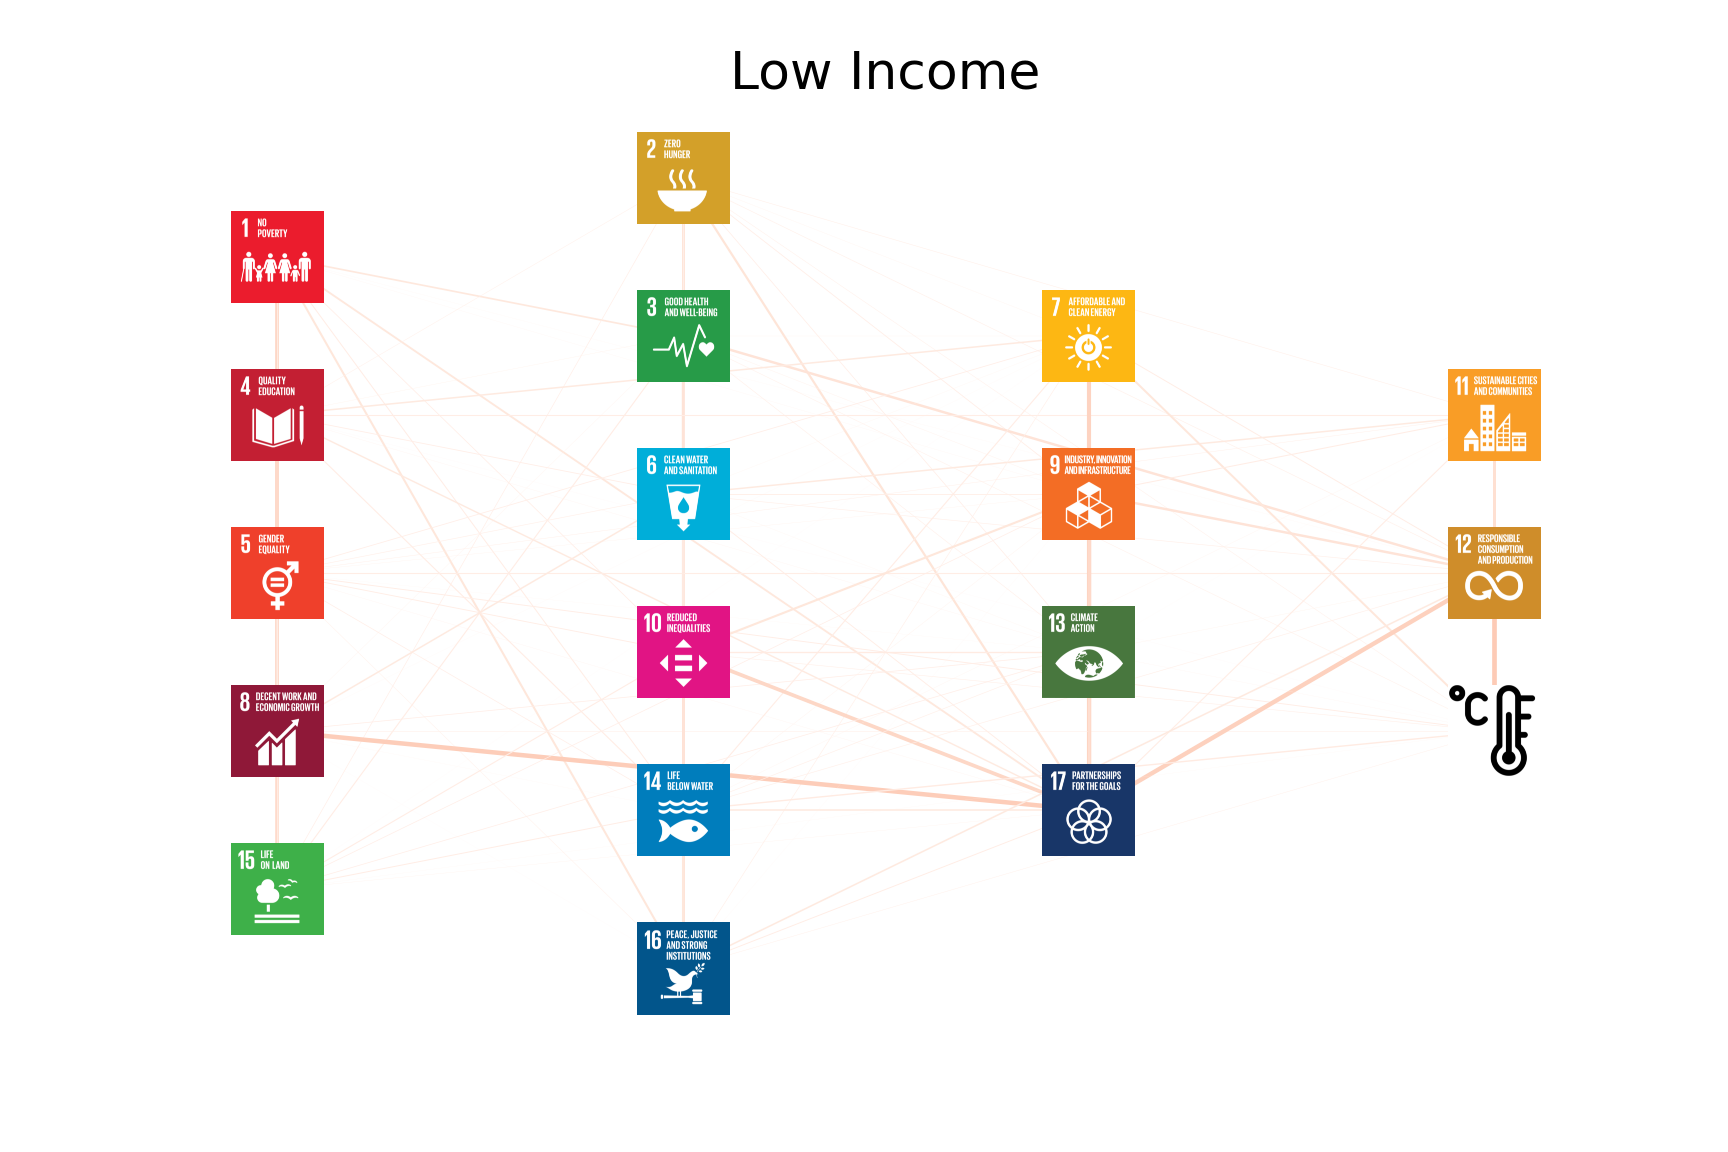 Low Income
2 ZERO
HUNGER
1 NO
POVERTY
3 GOOD HEALTH
AND WELL-BEING
7 AFFORDABLE AND
CLEAN ENERGY
4 QUALITY
EDUCATION
11 SUSTAINABLE CITIES
AND COMMUNITIES
6 CLEAN WATER
AND SANITATION
9 INDUSTRY, INNOVATION
AND INFRASTRUCTURE
5 GENDER
EQUALITY
12 RESPONSIBLE
CONSUMPTION
AND PRODUCTION
10 REDUCED
INEQUALITIES
13 CLIMATE
ACTION
8 DECENT WORK AND
ECONOMIC GROWTH
°C
14 LIFE
BELOW WATER
17 PARTNERSHIPS
FOR THE GOALS
15 LIFE
ON LAND
16 PEACE, JUSTICE
AND STRONG
INSTITUTIONS